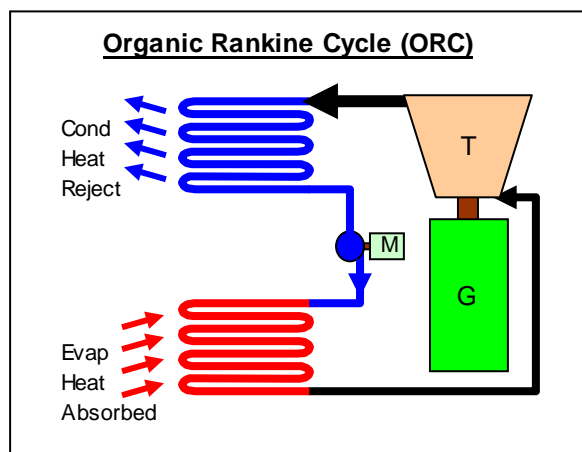 Organic Rankine Cycle (ORC)
Cond
Heat
Reject
T
M
G
Evap
Heat
Absorbed